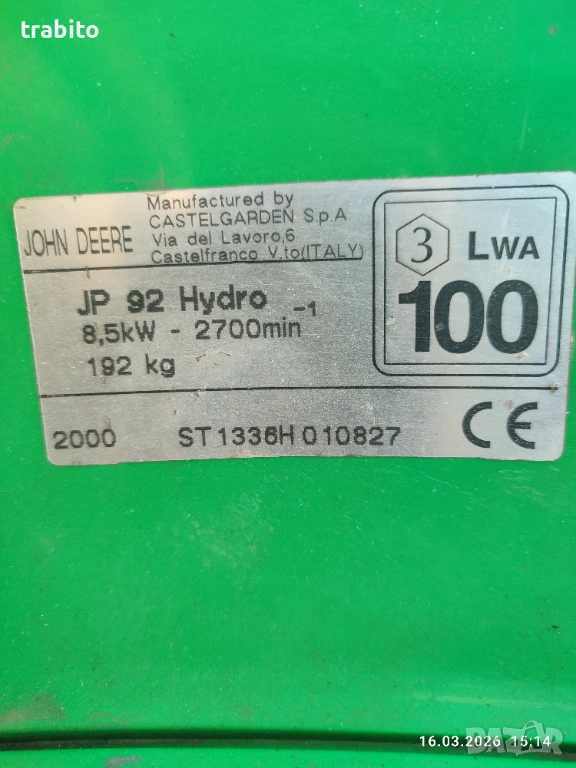 trabito
JOHN DEERE
Manufactured by
CASTELGARDEN S.p.A
Via del Lavoro,6
Castelfranco V.to(ITALY)
3 LWA
100
JP 92 Hydro
8,5kW - 2700min -1
192 kg
2000 ST1336H 010827 CE
BAZAR
16.03.2026 15:14